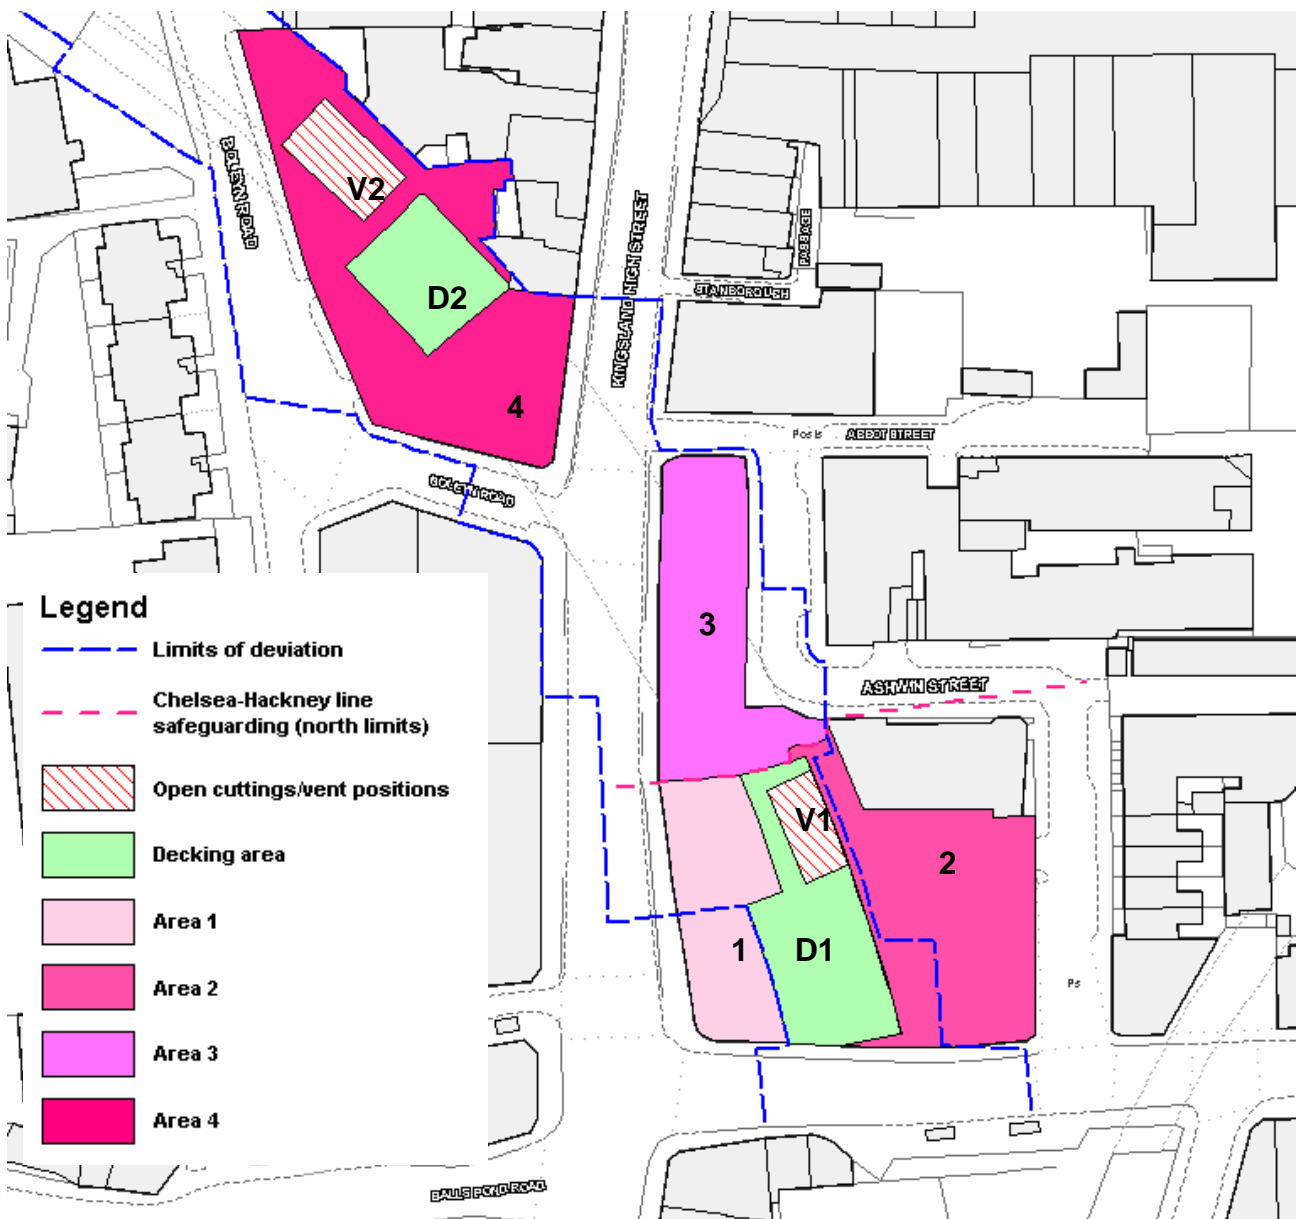 BOLEYN ROAD
V2
D2
4
KINGSLAND HIGH STREET
PASSAGE
STANBOROUGH
Posts
ABBOT STREET
BOLEYN ROAD
3
ASHWIN STREET
V1
2
1
D1
Ps
BALLS POND ROAD
Legend
Limits of deviation
Chelsea-Hackney line
safeguarding (north limits)
Open cuttings/vent positions
Decking area
Area 1
Area 2
Area 3
Area 4